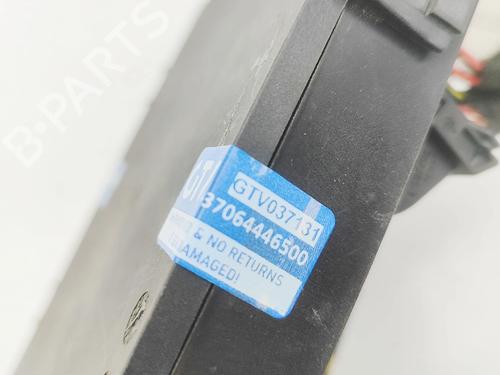 B-PARTS
GTV037131
37064446500
& NO RETURNS
DAMAGED!